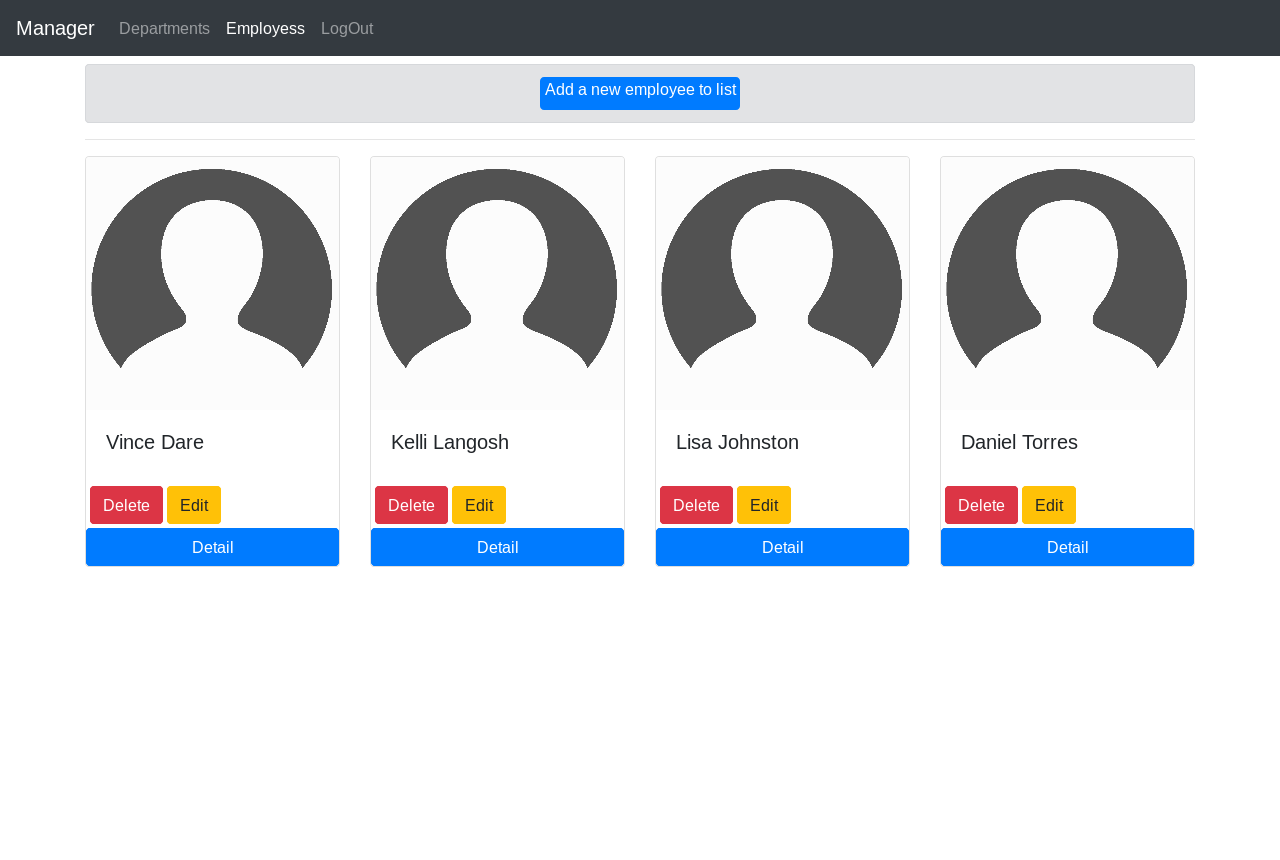 Manager Departments Employess LogOut
Add a new employee to list
Vince Dare Kelli Langosh Lisa Johnston Daniel Torres
Delete Edit Delete Edit Delete Edit Delete Edit
Detail Detail Detail Detail